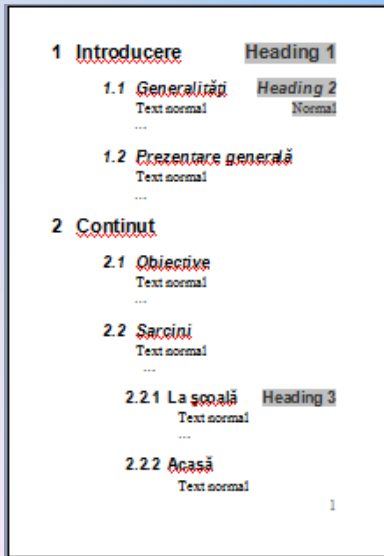 1 Introducere Heading 1
1.1 Generalități Heading 2
Text normal Normal
...
1.2 Prezentare generală
Text normal
...
2 Continut
2.1 Obiective
Text normal
...
2.2 Sarcini
Text normal
...
2.2.1 La școală Heading 3
Text normal
...
2.2.2 Acasă
Text normal
1